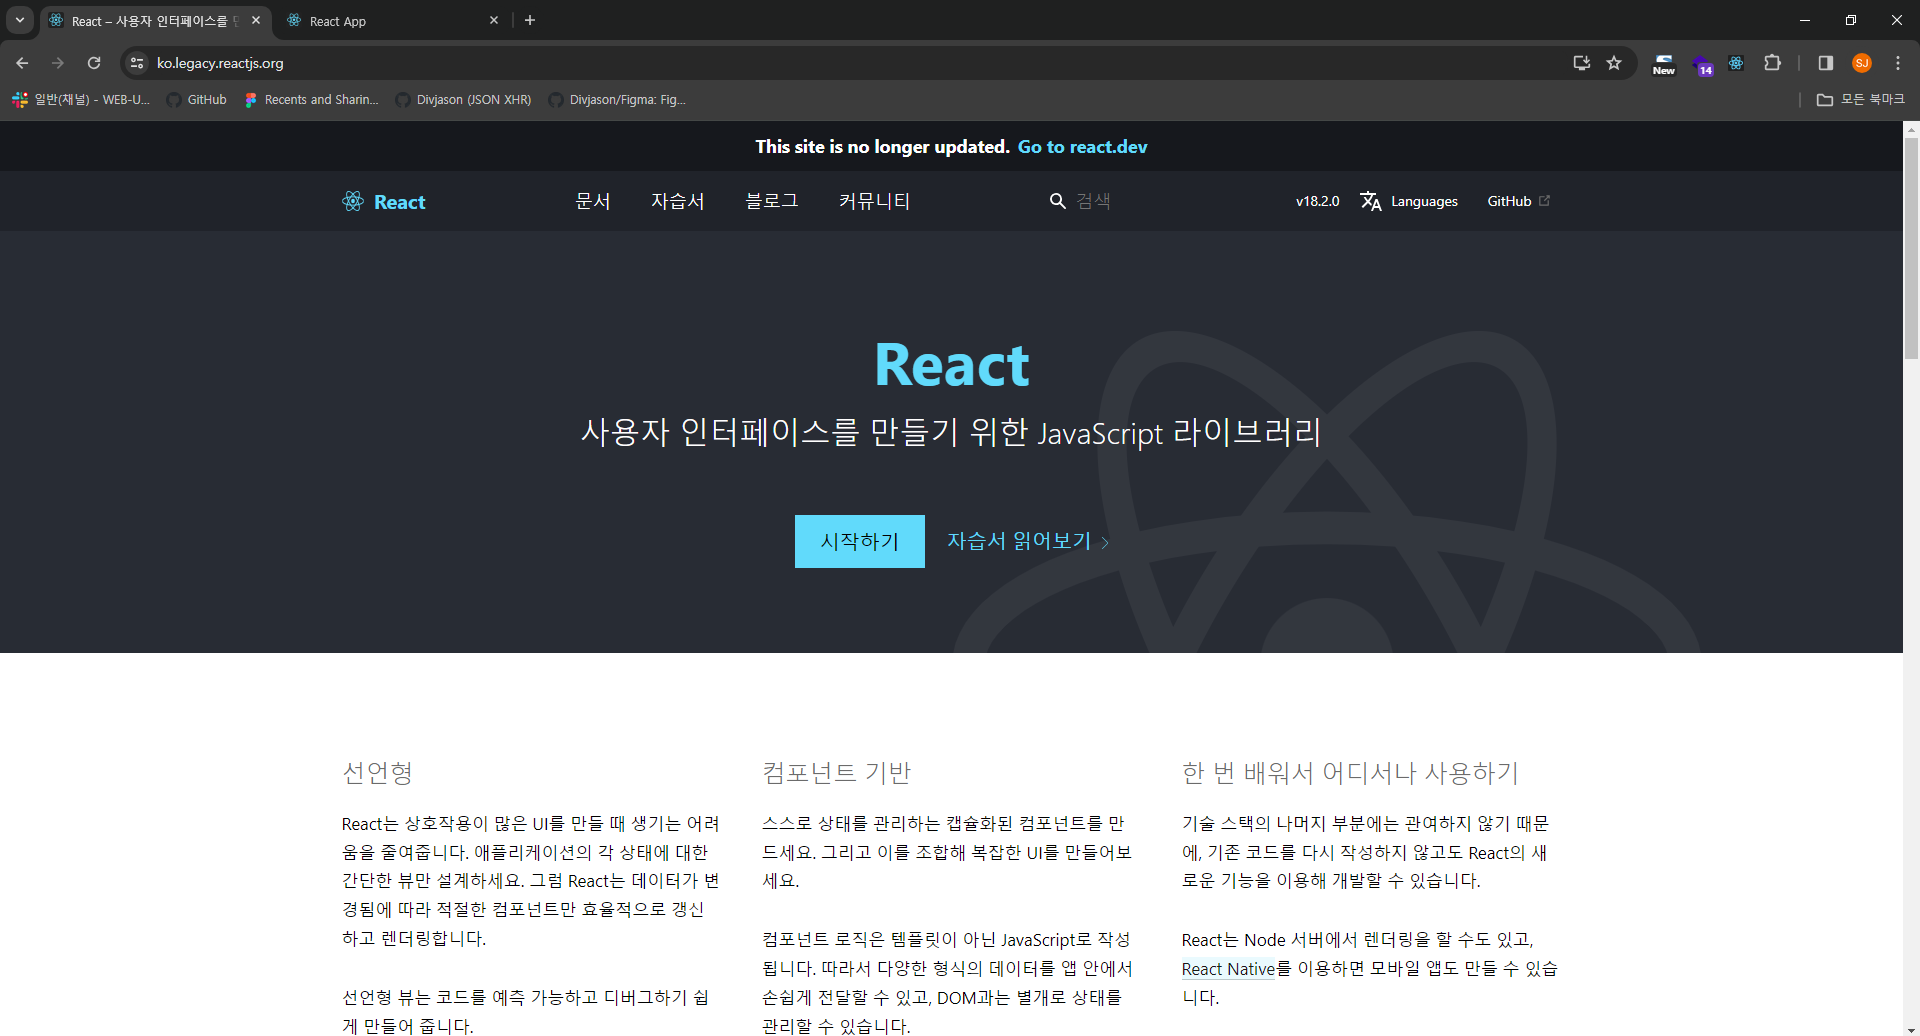 React – 사용자 인터페이스를
React App
ko.legacy.reactjs.org
New
14
SJ
일반(채널) - WEB-U...
GitHub
Recents and Sharin...
Divjason (JSON XHR)
Divjason/Figma: Fig...
모든 북마크
This site is no longer updated. Go to react.dev
React
문서
자습서
블로그
커뮤니티
검색
v18.2.0
Languages
GitHub
React
사용자 인터페이스를 만들기 위한 JavaScript 라이브러리
시작하기
자습서 읽어보기
선언형
React는 상호작용이 많은 UI를 만들 때 생기는 어려
움을 줄여줍니다. 애플리케이션의 각 상태에 대한
간단한 뷰만 설계하세요. 그럼 React는 데이터가 변
경됨에 따라 적절한 컴포넌트만 효율적으로 갱신
하고 렌더링합니다.
선언형 뷰는 코드를 예측 가능하고 디버그하기 쉽
게 만들어 줍니다.
컴포넌트 기반
스스로 상태를 관리하는 캡슐화된 컴포넌트를 만
드세요. 그리고 이를 조합해 복잡한 UI를 만들어보
세요.
컴포넌트 로직은 템플릿이 아닌 JavaScript로 작성
됩니다. 따라서 다양한 형식의 데이터를 앱 안에서
손쉽게 전달할 수 있고, DOM과는 별개로 상태를
관리할 수 있습니다.
한 번 배워서 어디서나 사용하기
기술 스택의 나머지 부분에는 관여하지 않기 때문
에, 기존 코드를 다시 작성하지 않고도 React의 새
로운 기능을 이용해 개발할 수 있습니다.
React는 Node 서버에서 렌더링을 할 수도 있고,
React Native를 이용하면 모바일 앱도 만들 수 있습
니다.